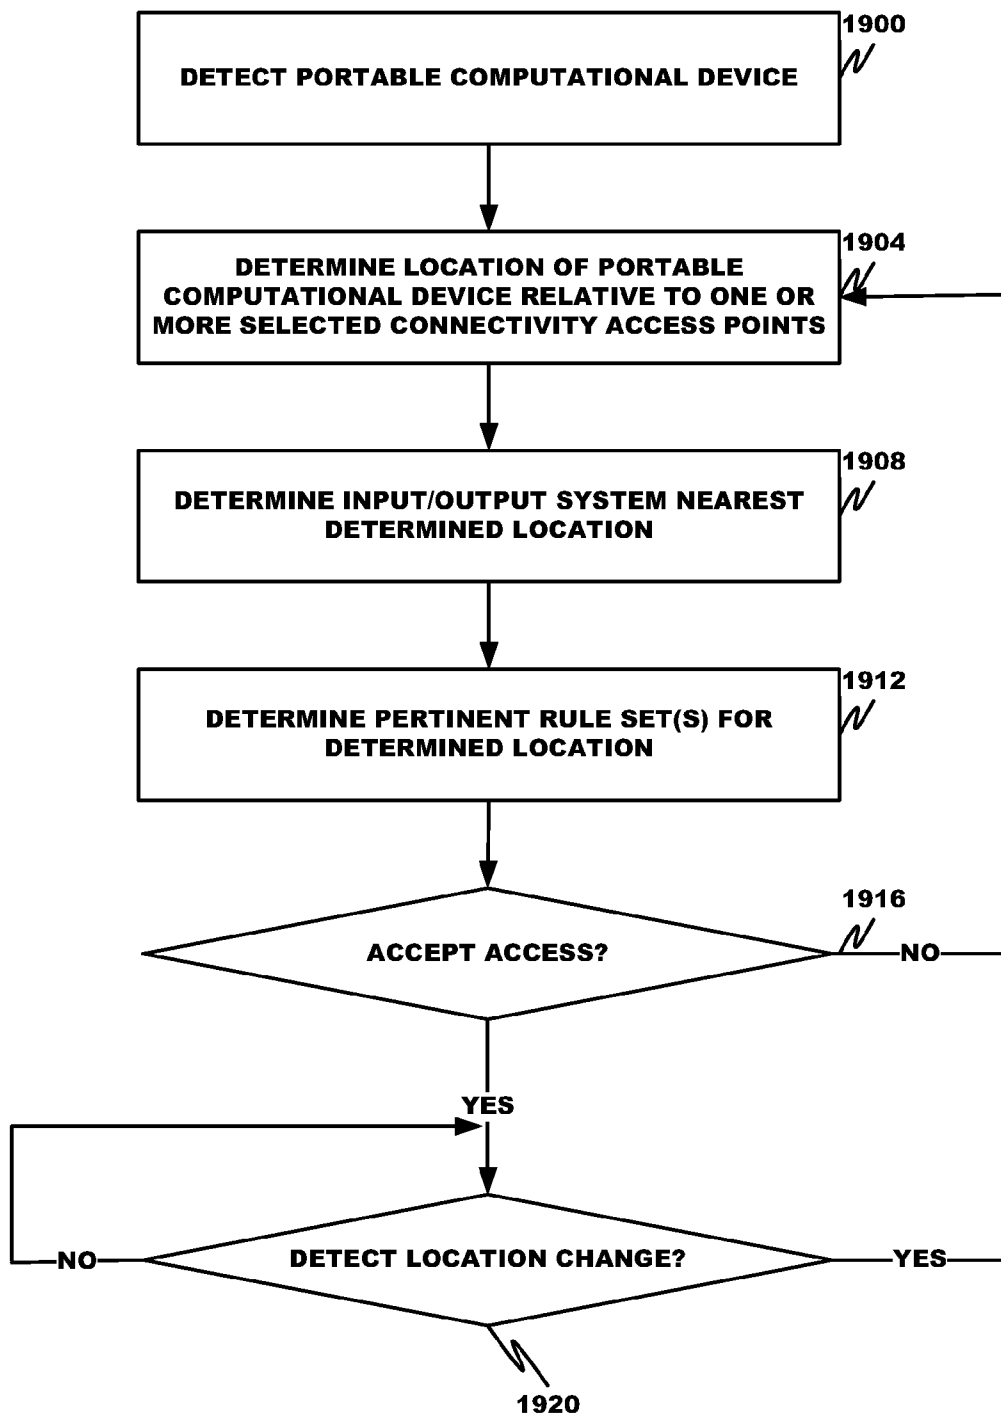 1900
DETECT PORTABLE COMPUTATIONAL DEVICE
1904
DETERMINE LOCATION OF PORTABLE
COMPUTATIONAL DEVICE RELATIVE TO ONE OR
MORE SELECTED CONNECTIVITY ACCESS POINTS
1908
DETERMINE INPUT/OUTPUT SYSTEM NEAREST
DETERMINED LOCATION
1912
DETERMINE PERTINENT RULE SET(S) FOR
DETERMINED LOCATION
1916
ACCEPT ACCESS?
NO
YES
NO
DETECT LOCATION CHANGE?
YES
1920